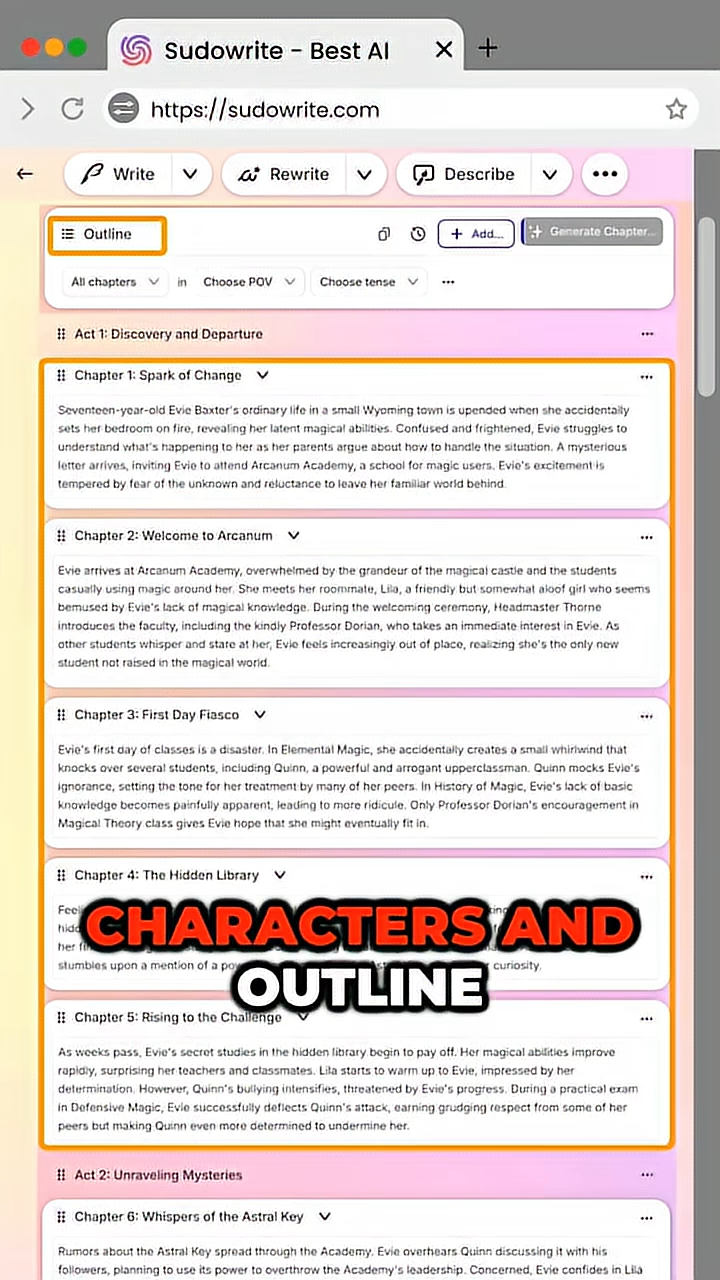 Sudowrite - Best AI
https://sudowrite.com
Write
Rewrite
Describe
Outline
Add...
Generate Chapter...
All chapters in Choose POV Choose tense
Act 1: Discovery and Departure
Chapter 1: Spark of Change
Seventeen-year-old Evie Baxter's ordinary life in a small Wyoming town is upended when she accidentally
sets her bedroom on fire, revealing her latent magical abilities. Confused and frightened, Evie struggles to
understand what's happening to her as her parents argue about how to handle the situation. A mysterious
letter arrives, inviting Evie to attend Arcanum Academy, a school for magic users. Evie's excitement is
tempered by fear of the unknown and reluctance to leave her familiar world behind.
Chapter 2: Welcome to Arcanum
Evie arrives at Arcanum Academy, overwhelmed by the grandeur of the magical castle and the students
casually using magic around her. She meets her roommate, Lila, a friendly but somewhat aloof girl who seems
bemused by Evie's lack of magical knowledge. During the welcoming ceremony, Headmaster Thorne
introduces the faculty, including the kindly Professor Dorian, who takes an immediate interest in Evie. As
other students whisper and stare at her, Evie feels increasingly out of place, realizing she's the only new
student not raised in the magical world.
Chapter 3: First Day Fiasco
Evie's first day of classes is a disaster. In Elemental Magic, she accidentally creates a small whirlwind that
knocks over several students, including Quinn, a powerful and arrogant upperclassman. Quinn mocks Evie's
ignorance, setting the tone for her treatment by many of her peers. In History of Magic, Evie's lack of basic
knowledge becomes painfully apparent, leading to more ridicule. Only Professor Dorian's encouragement in
Magical Theory class gives Evie hope that she might eventually fit in.
Chapter 4: The Hidden Library
CHARACTERS AND
stumbles upon a mention of a curiosity.
OUTLINE
Chapter 5: Rising to the Challenge
As weeks pass, Evie's secret studies in the hidden library begin to pay off. Her magical abilities improve
rapidly, surprising her teachers and classmates. Lila starts to warm up to Evie, impressed by her
determination. However, Quinn's bullying intensifies, threatened by Evie's progress. During a practical exam
in Defensive Magic, Evie successfully deflects Quinn's attack, earning grudging respect from some of her
peers but making Quinn even more determined to undermine her.
Act 2: Unraveling Mysteries
Chapter 6: Whispers of the Astral Key
Rumors about the Astral Key spread through the Academy. Evie overhears Quinn discussing it with his
followers, planning to use its power to overthrow the Academy's leadership. Concerned, Evie confides in Lila